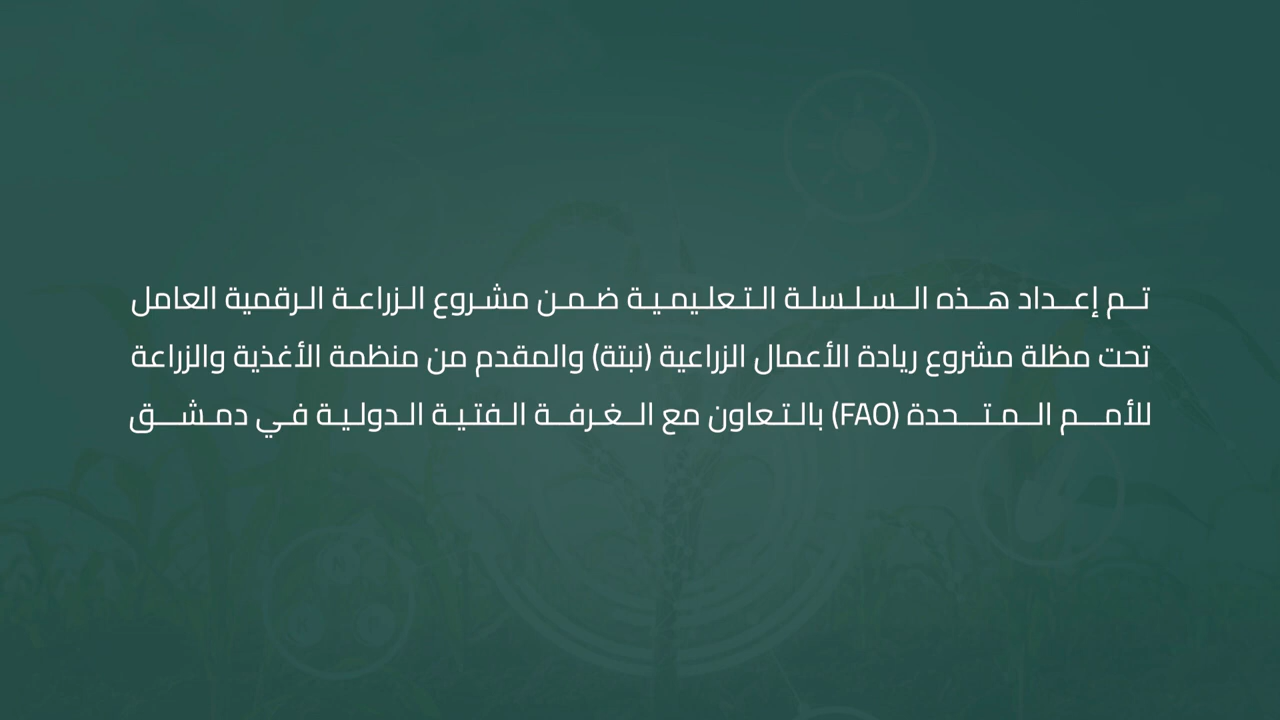 تم إعداد هذه السلسلة التعليمية ضمن مشروع الزراعة الرقمية العامل
تحت مظلة مشروع ريادة الأعمال الزراعية (نبتة) والمقدم من منظمة الأغذية والزراعة
للأمم المتحدة (FAO) بالتعاون مع الغرفة الفتية الدولية في دمشق